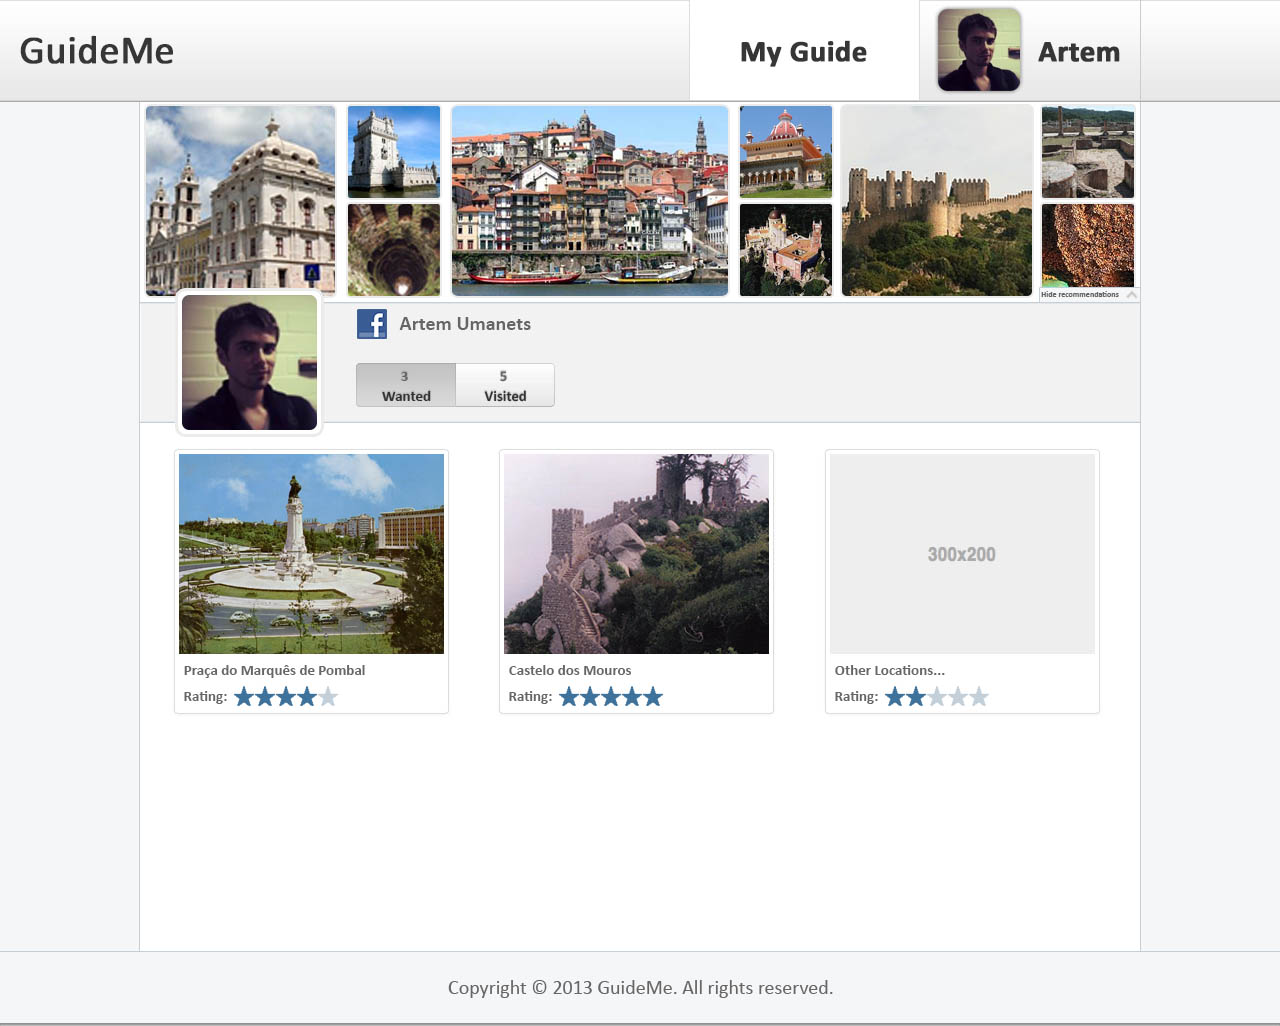 GuideMe
My Guide
Artem
Hide recommendations
Artem Umanets
3
Wanted
5
Visited
300x200
Praça do Marquês de Pombal
Rating:
Castelo dos Mouros
Rating:
Other Locations...
Rating:
Copyright © 2013 GuideMe. All rights reserved.